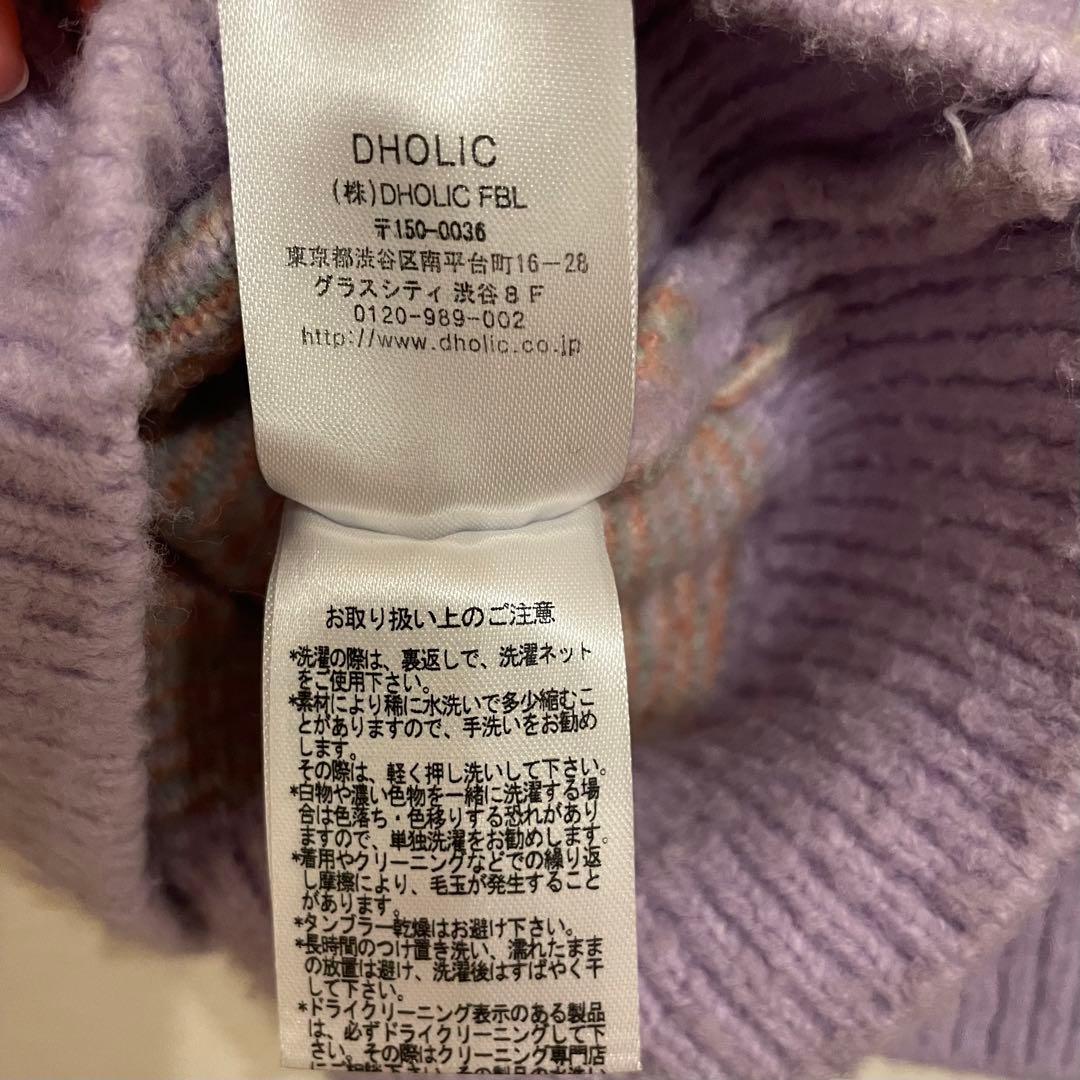 DHOLIC
(株)DHOLIC FBL
〒150-0036
東京都渋谷区南平台町16-28
グラスシティ渋谷8F
0120-989-002
http://www.dholic.co.jp
お取り扱い上のご注意
*洗濯の際は、裏返しで、洗濯ネット
をご使用下さい。
*素材により稀に水洗いで多少縮むこ
とがありますので、手洗いをお勧め
します。
その際は、軽く押し洗いして下さい。
*白物や濃い色物を一緒に洗濯する場
合は色落ち・色移りする恐れがあり
ますので、単独洗濯をお勧めします。
*着用やクリーニングなどでの繰り返
し摩擦により、毛玉が発生すること
があります。
*タンブラー乾燥はお避け下さい。
*長時間のつけ置き洗い、濡れたまま
の放置は避け、洗濯後はすばやく干
して下さい。
*ドライクリーニング表示のある製品
は、必ずドライクリーニングして下
さい。その際はクリーニング専門店
にご相談下さい。その製品の水洗い